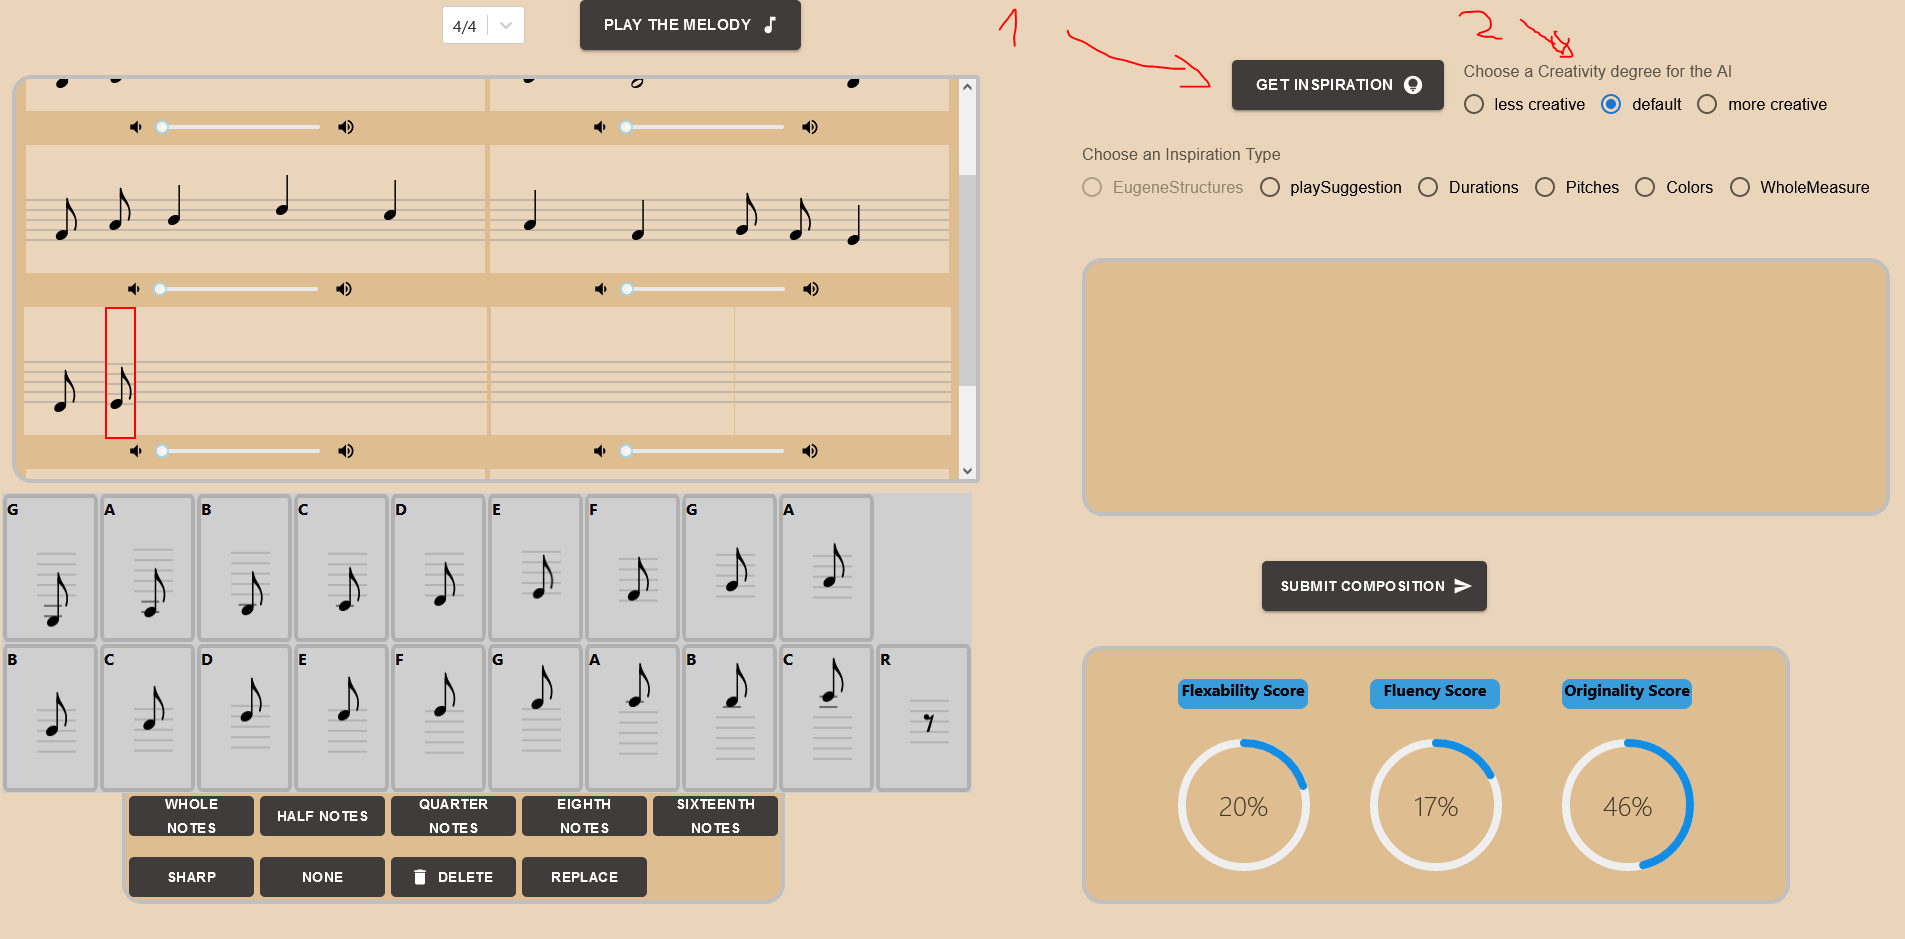 4/4
PLAY THE MELODY
1
2
GET INSPIRATION
Choose a Creativity degree for the AI
less creative default more creative
Choose an Inspiration Type
EugeneStructures playSuggestion Durations Pitches Colors WholeMeasure
G A B C D E F G A
B C D E F G A B C R
WHOLE NOTES
HALF NOTES
QUARTER NOTES
EIGHTH NOTES
SIXTEENTH NOTES
SHARP
NONE
DELETE
REPLACE
SUBMIT COMPOSITION
Flexability Score Fluency Score Originality Score
20% 17% 46%